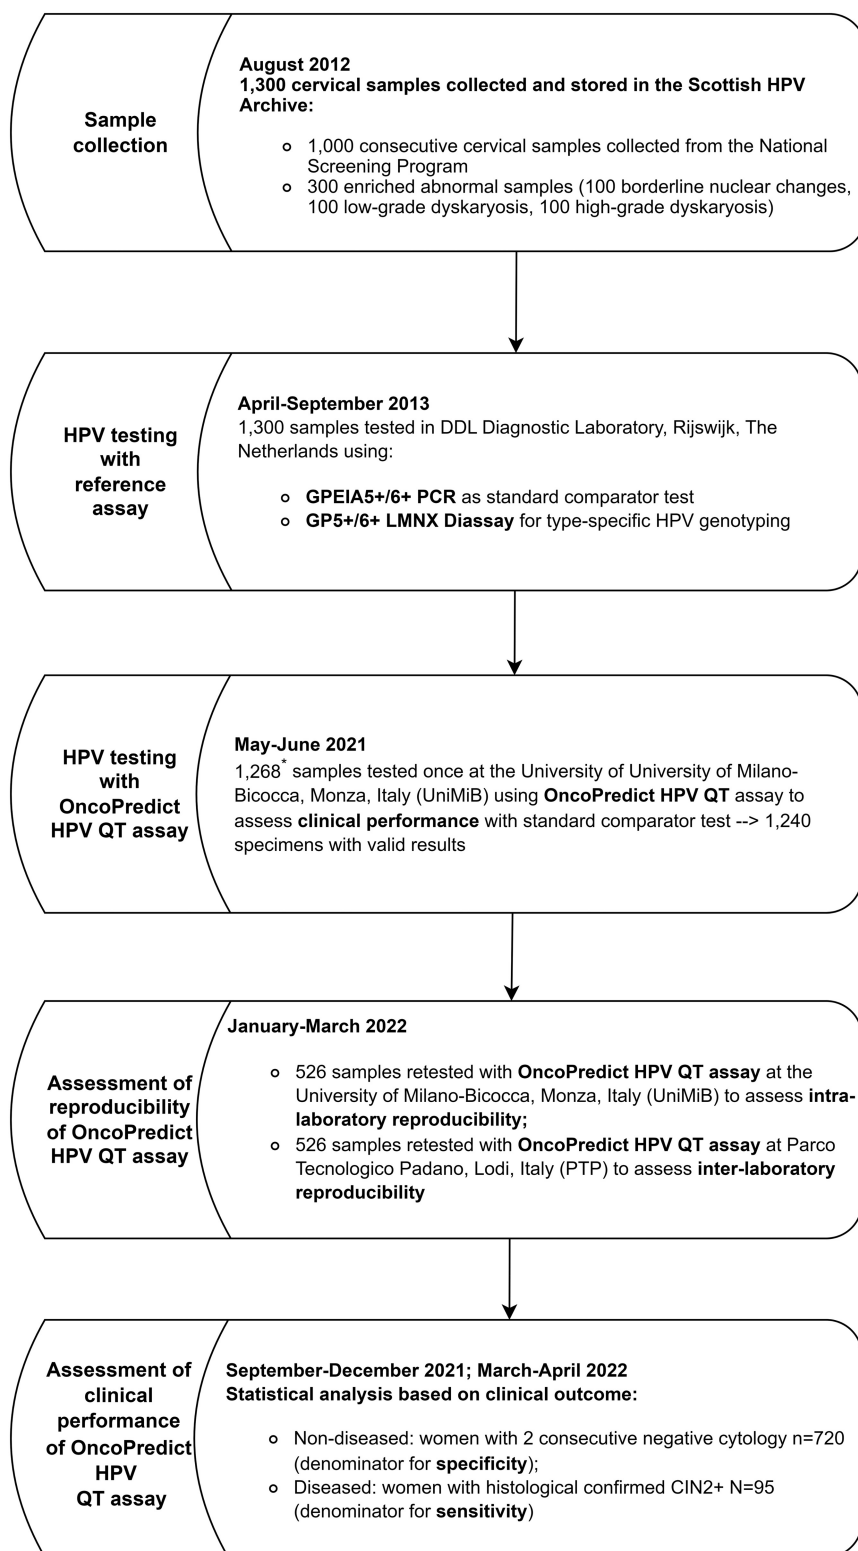 Sample
collection
August 2012
1,300 cervical samples collected and stored in the Scottish HPV
Archive:
1,000 consecutive cervical samples collected from the National
Screening Program
300 enriched abnormal samples (100 borderline nuclear changes,
100 low-grade dyskaryosis, 100 high-grade dyskaryosis)
HPV testing
with
reference
assay
April-September 2013
1,300 samples tested in DDL Diagnostic Laboratory, Rijswijk, The
Netherlands using:
GPEIA5+/6+ PCR as standard comparator test
GP5+/6+ LMNX Diassay for type-specific HPV genotyping
HPV testing
with
OncoPredict
HPV QT assay
May-June 2021
1,268* samples tested once at the University of University of Milano-
Bicocca, Monza, Italy (UniMiB) using OncoPredict HPV QT assay to
assess clinical performance with standard comparator test --> 1,240
specimens with valid results
Assessment of
reproducibility
of OncoPredict
HPV QT assay
January-March 2022
526 samples retested with OncoPredict HPV QT assay at the
University of Milano-Bicocca, Monza, Italy (UniMiB) to assess intra-
laboratory reproducibility;
526 samples retested with OncoPredict HPV QT assay at Parco
Tecnologico Padano, Lodi, Italy (PTP) to assess inter-laboratory
reproducibility
Assessment of
clinical
performance
of OncoPredict
HPV
QT assay
September-December 2021; March-April 2022
Statistical analysis based on clinical outcome:
Non-diseased: women with 2 consecutive negative cytology n=720
(denominator for specificity);
Diseased: women with histological confirmed CIN2+ N=95
(denominator for sensitivity)